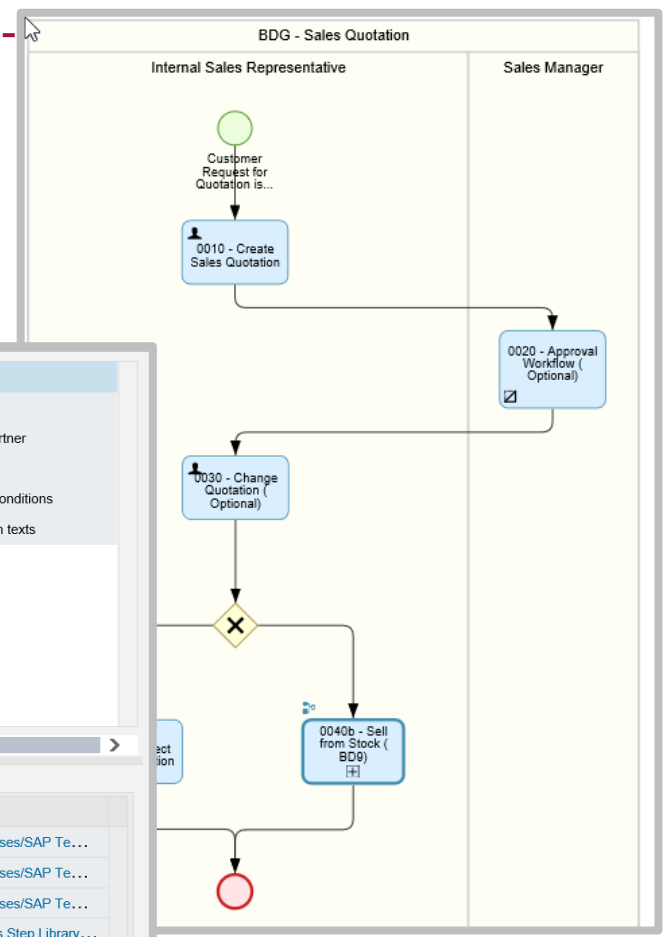 BDG - Sales Quotation
Internal Sales Representative
Sales Manager
Customer
Request for
Quotation is...
0010 - Create
Sales Quotation
0020 - Approval
Workflow (
Optional)
0030 - Change
Quotation (
Optional)
0040b - Sell
from Stock (
BD9)
texts
ses/SAP Te...
ses/SAP Te...
ses/SAP Te...
Step Library...